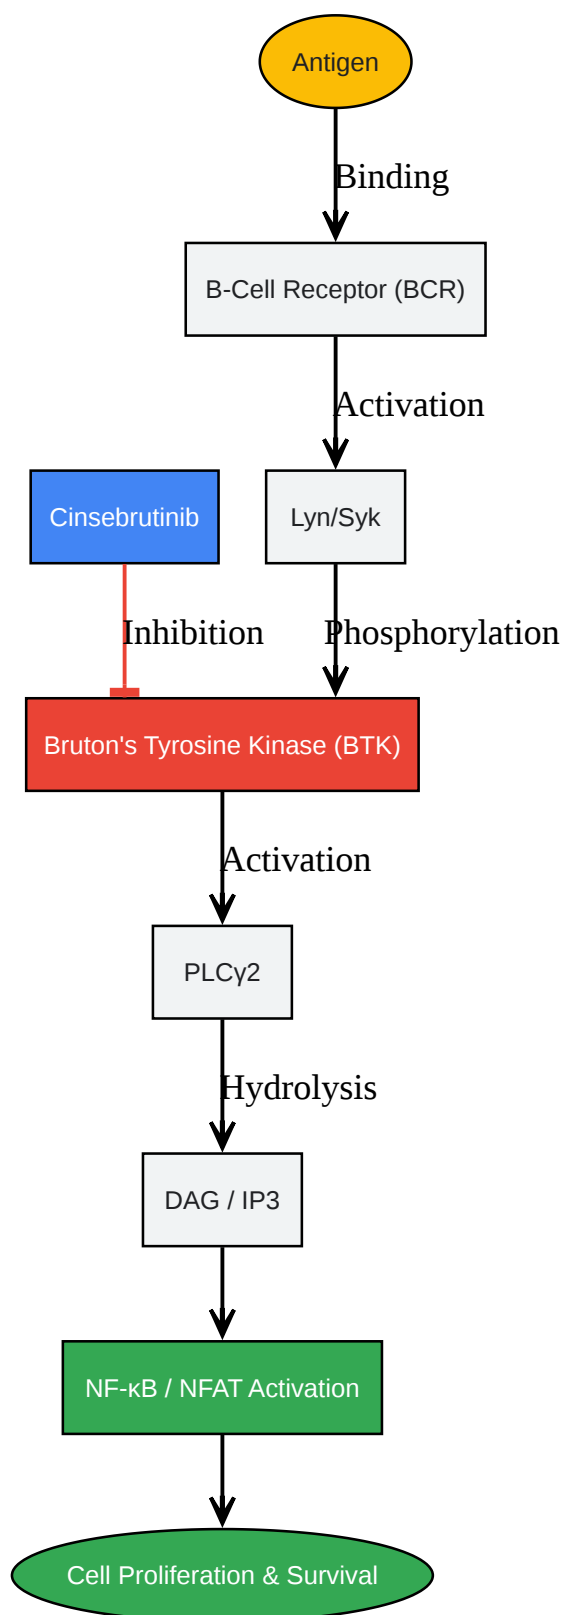 Antigen
Binding
B-Cell Receptor (BCR)
Activation
Cinsebrutinib
Lyn/Syk
Inhibition
Phosphorylation
Bruton's Tyrosine Kinase (BTK)
Activation
PLCγ2
Hydrolysis
DAG / IP3
NF-κB / NFAT Activation
Cell Proliferation & Survival